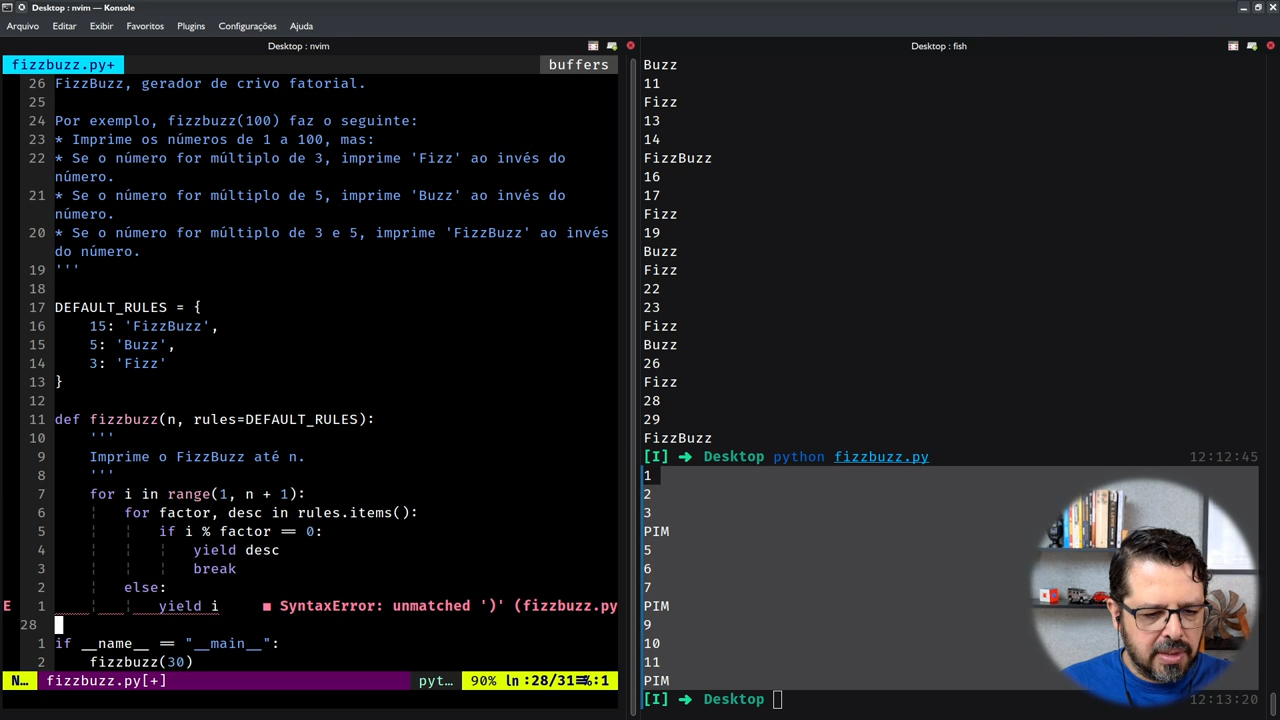 Desktop : nvim — Konsole
Arquivo Editar Exibir Favoritos Plugins Configurações Ajuda
Desktop : nvim
fizzbuzz.py+ buffers
26 FizzBuzz, gerador de crivo fatorial.
25
24 Por exemplo, fizzbuzz(100) faz o seguinte:
23 * Imprime os números de 1 a 100, mas:
22 * Se o número for múltiplo de 3, imprime 'Fizz' ao invés do
número.
21 * Se o número for múltiplo de 5, imprime 'Buzz' ao invés do
número.
20 * Se o número for múltiplo de 3 e 5, imprime 'FizzBuzz' ao invés
do número.
19 '''
18
17 DEFAULT_RULES = {
16 15: 'FizzBuzz',
15 5: 'Buzz',
14 3: 'Fizz'
13 }
12
11 def fizzbuzz(n, rules=DEFAULT_RULES):
10 '''
9 Imprime o FizzBuzz até n.
8 '''
7 for i in range(1, n + 1):
6 for factor, desc in rules.items():
5 if i % factor == 0:
4 yield desc
3 break
2 else:
E 1 yield i ■ SyntaxError: unmatched ')' (fizzbuzz.py
28
1 if __name__ == "__main__":
2 fizzbuzz(30)
N… fizzbuzz.py[+] pyt… 90% ln:28/31≡%:1
Desktop : fish
Buzz
11
Fizz
13
14
FizzBuzz
16
17
Fizz
19
Buzz
Fizz
22
23
Fizz
Buzz
26
Fizz
28
29
FizzBuzz
[I] ➜ Desktop python fizzbuzz.py 12:12:45
1
2
3
PIM
5
6
7
PIM
9
10
11
PIM
[I] ➜ Desktop 12:13:20